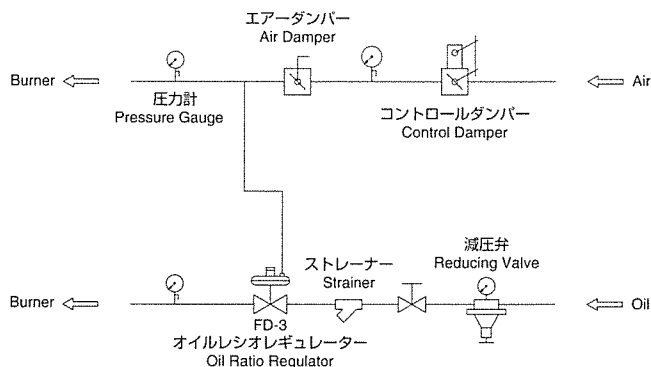 エアーダンパー
Air Damper
Burner
Air
圧力計
Pressure Gauge
コントロールダンパー
Control Damper
減圧弁
Reducing Valve
ストレーナー
Strainer
Burner
Oil
FD-3
オイルレシオレギュレーター
Oil Ratio Regulator